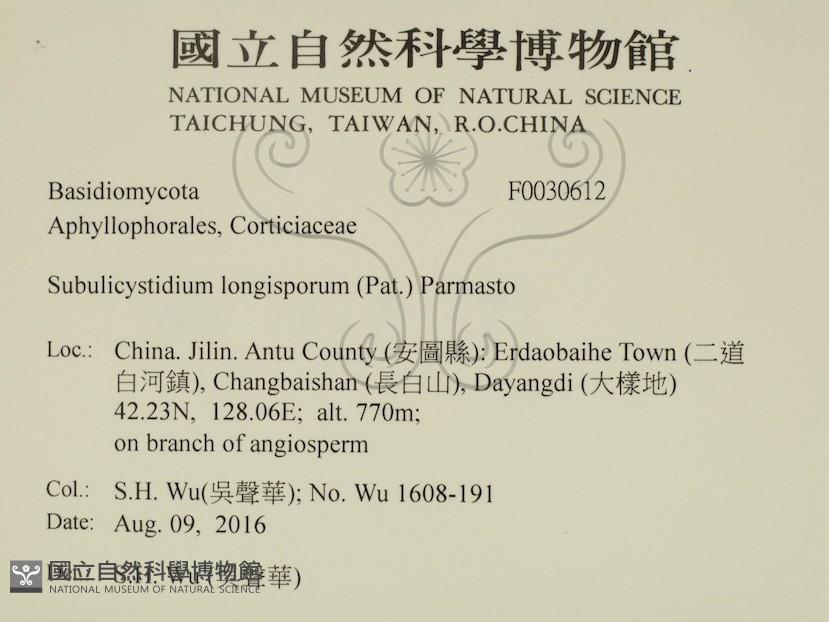 國立自然科學博物館
NATIONAL MUSEUM OF NATURAL SCIENCE
TAICHUNG, TAIWAN, R.O.CHINA
Basidiomycota F0030612
Aphyllophorales, Corticiaceae
Subulicystidium longisporum (Pat.) Parmasto
Loc.: China. Jilin. Antu County (安圖縣): Erdaobaihe Town (二道
白河鎮), Changbaishan (長白山), Dayangdi (大樣地)
42.23N, 128.06E; alt. 770m;
on branch of angiosperm
Col.: S.H. Wu(吳聲華); No. Wu 1608-191
Date: Aug. 09, 2016
S.H. Wu (吳聲華)
國立自然科學博物館
NATIONAL MUSEUM OF NATURAL SCIENCE